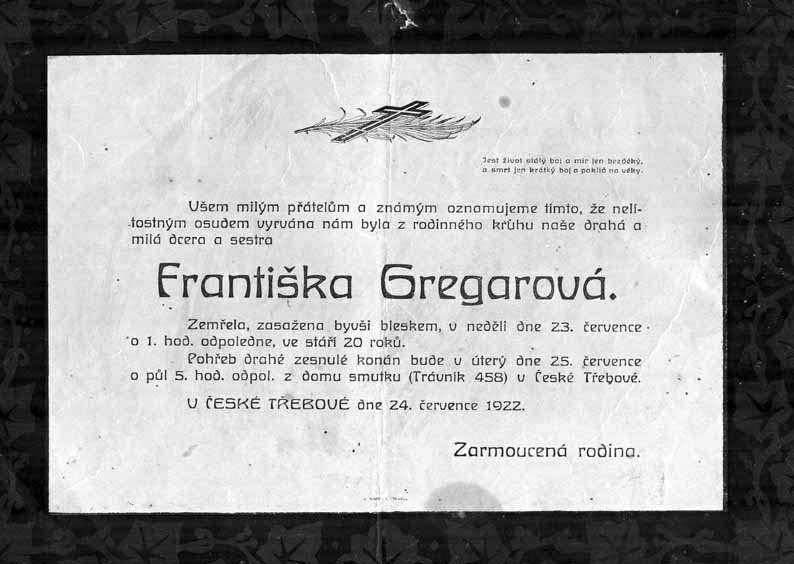 Jest život stálý boj a mír jen bezděký,
a smrt jen krátký boj a poklid na věky.
Všem milým přátelům a známým oznamujeme tímto, že neli-
tostným osudem vyrvána nám byla z rodinného kruhu naše drahá a
milá dcera a sestra
Františka Gregarová.
Zemřela, zasažena byvši bleskem, v neděli dne 23. července
o 1. hod. odpoledne, ve stáří 20 roků.
Pohřeb drahé zesnulé konán bude v úterý dne 25. července
o půl 5. hod. odpol. z domu smutku (Trávník 458) v České Třebové.
V ČESKÉ TŘEBOVÉ dne 24. července 1922.
Zarmoucená rodina.